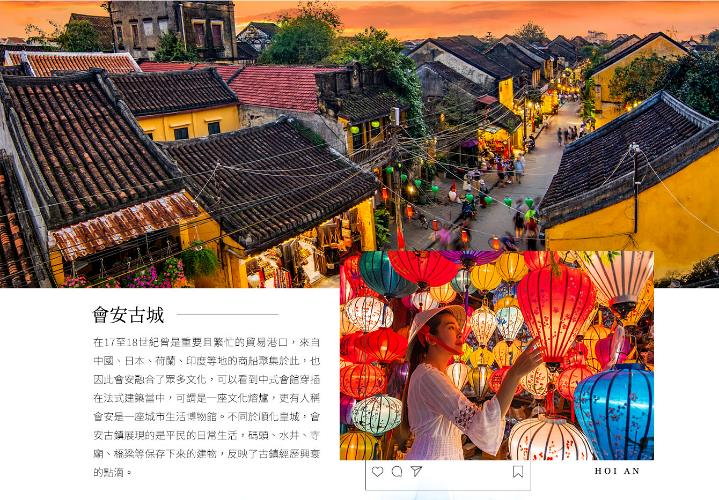 會安古城
在17至18世紀曾是重要且繁忙的貿易港口，來自
中國、日本、荷蘭、印度等地的商船聚集於此，也
因此會安融合了眾多文化，可以看到中式會館穿插
在法式建築當中，可謂是一座文化熔爐，更有人稱
會安是一座城市生活博物館。不同於順化皇城，會
安古鎮展現的是平民的日常生活，碼頭、水井、寺
廟、橋梁等保存下來的建物，反映了古鎮經歷興衰
的點滴。
HOI AN